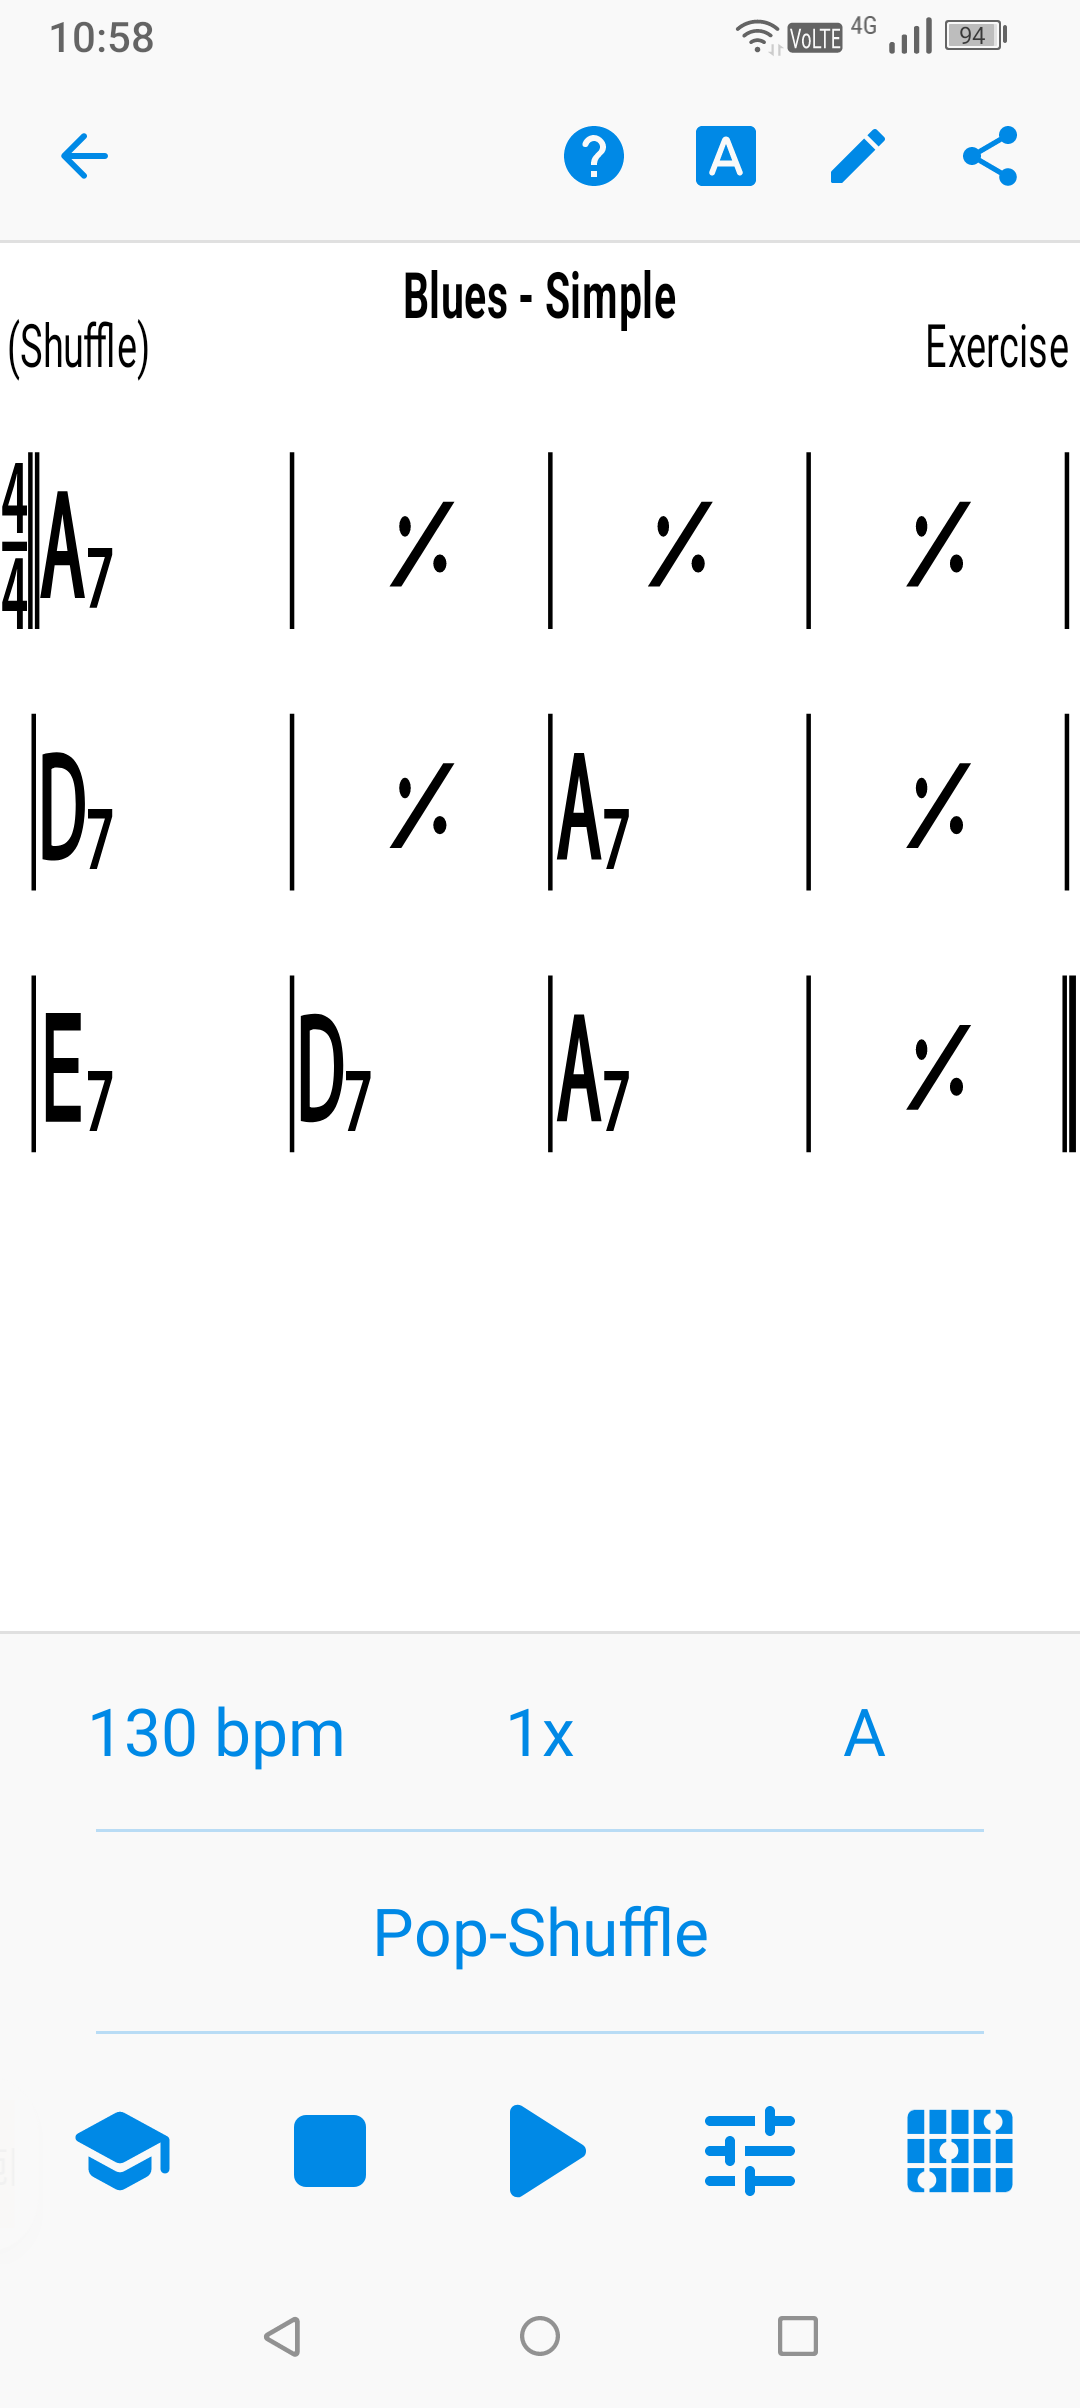 10:58 VoLTE 4G 94
A
Blues - Simple
(Shuffle) Exercise
4/4 A7 𝄎 𝄎 𝄎
D7 𝄎 A7 𝄎
E7 D7 A7 𝄎
130 bpm 1x A
Pop-Shuffle